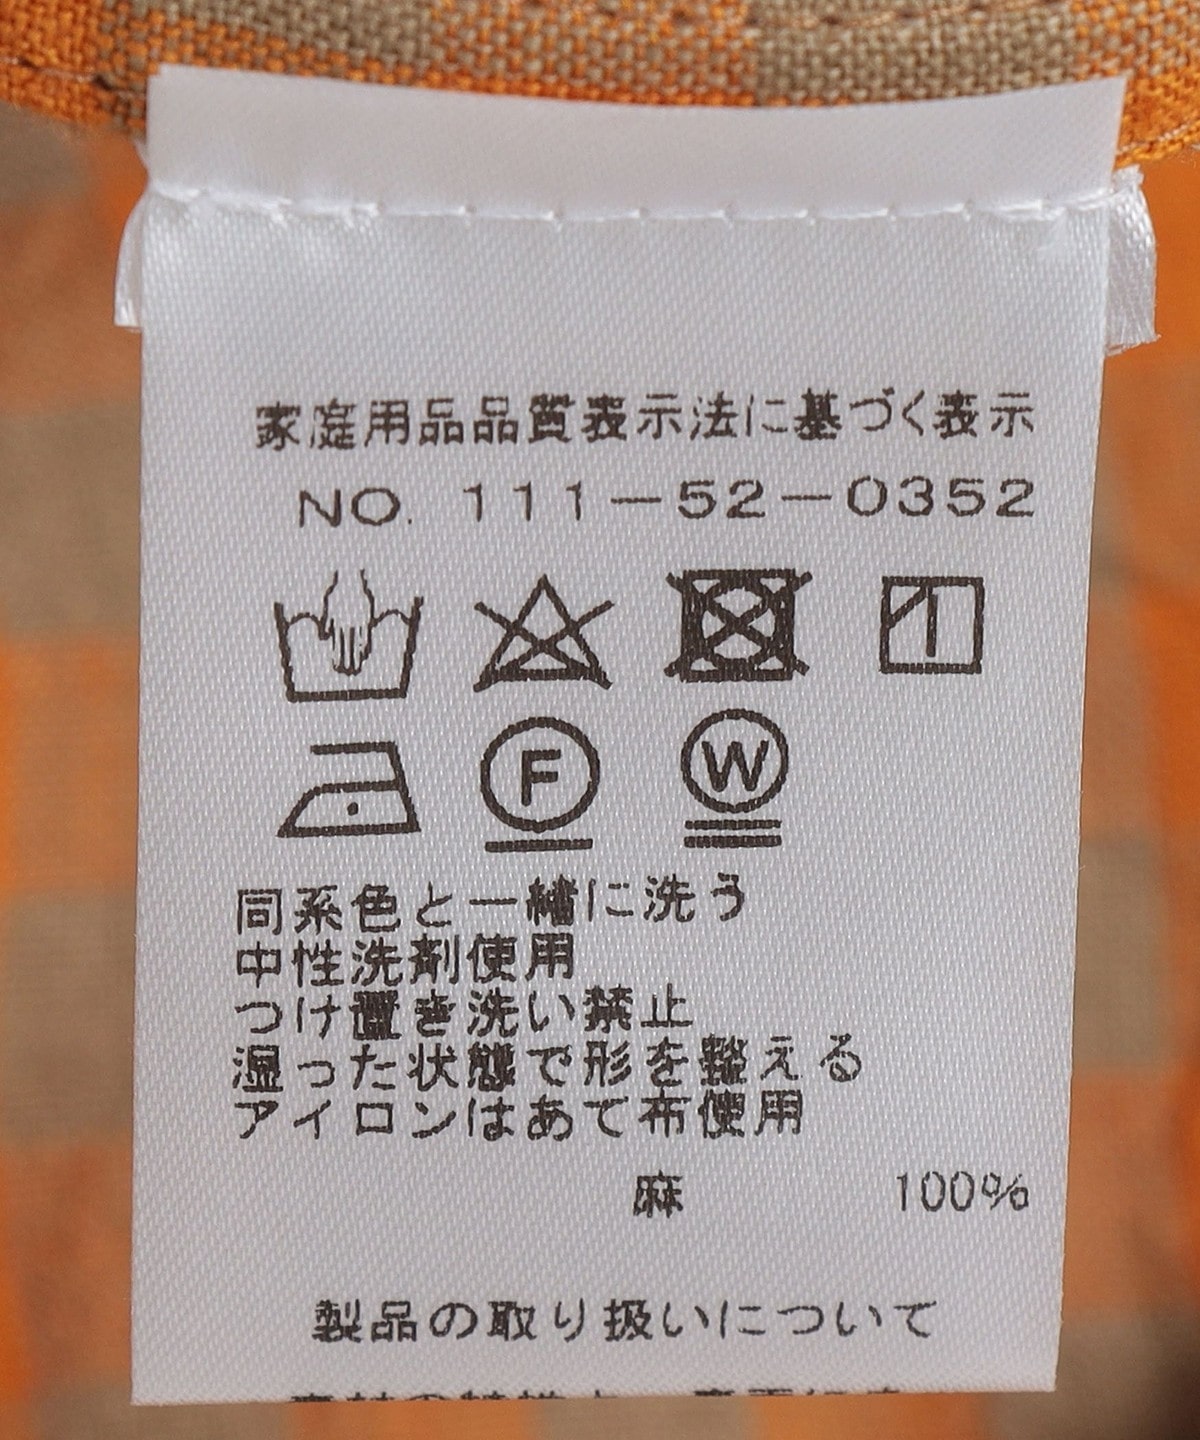 家庭用品品質表示法に基づく表示
NO. 111-52-0352
F W
同系色と一緒に洗う
中性洗剤使用
つけ置き洗い禁止
湿った状態で形を整える
アイロンはあて布使用
麻 100%
製品の取り扱いについて